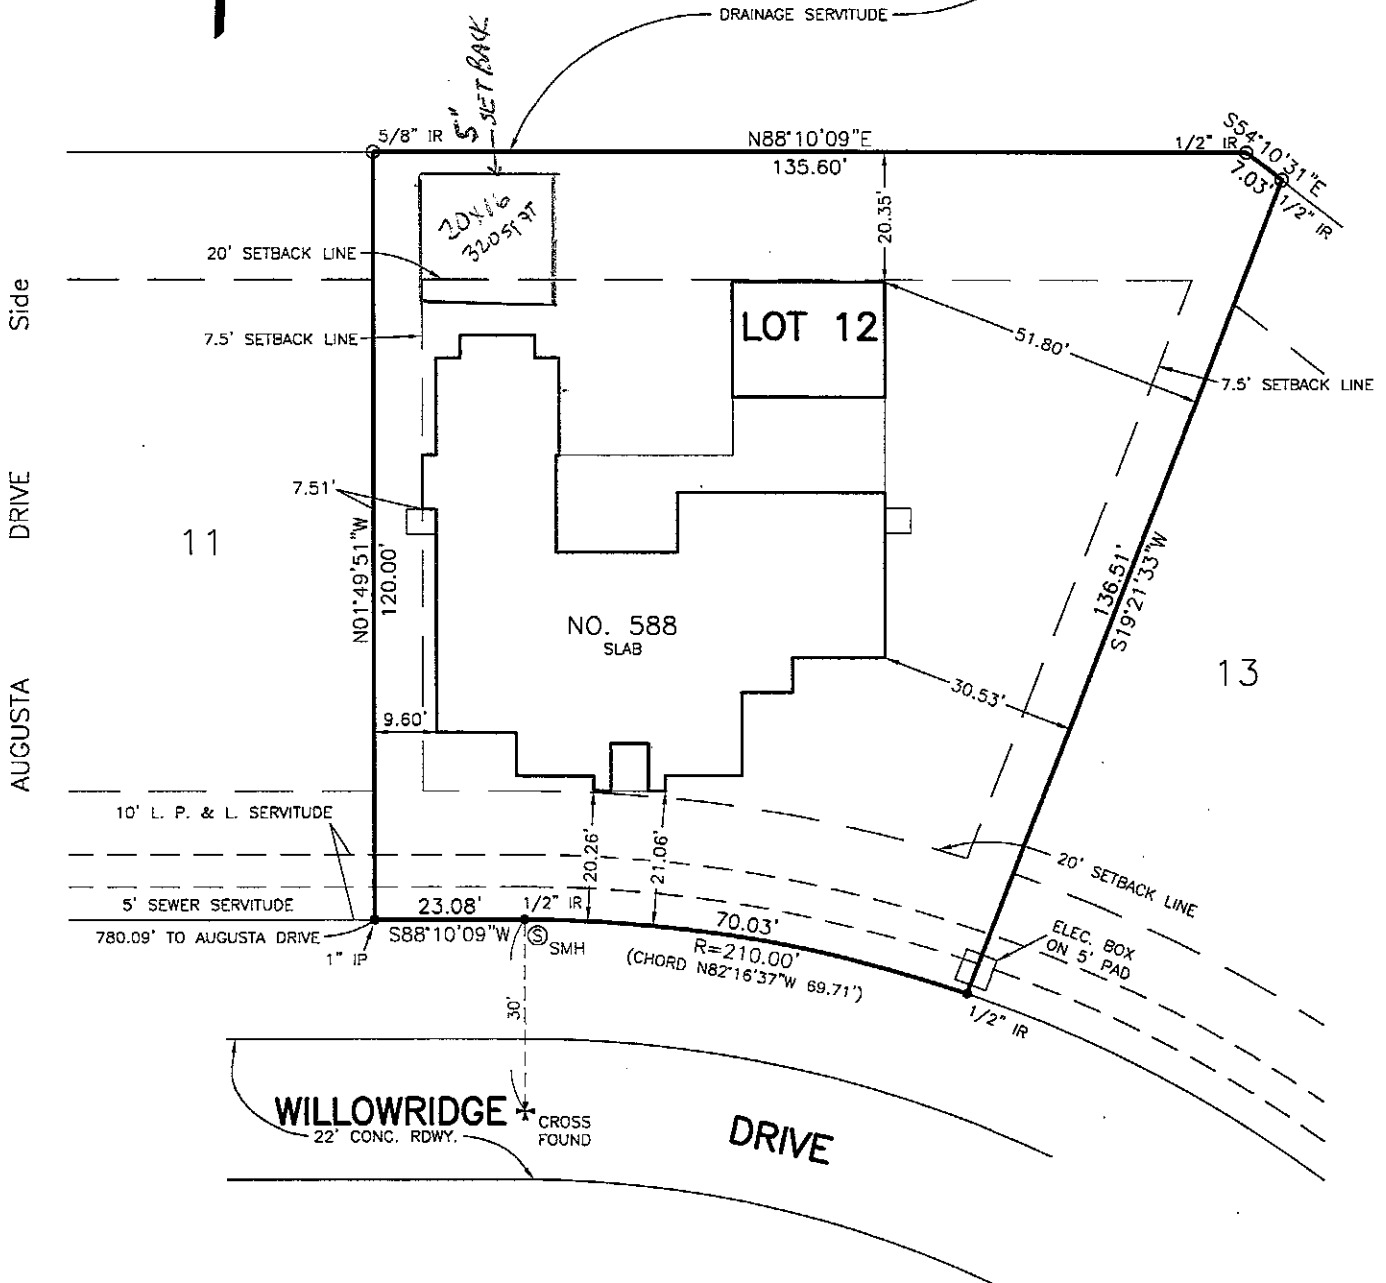 DRAINAGE SERVITUDE
5" SET BACK
5/8" IR
N88°10'09"E
135.60'
1/2" IR
S54°10'31"E
7.03'
1/2" IR
20X16
320 SqFT
20.35'
20' SETBACK LINE
Side
7.5' SETBACK LINE
LOT 12
51.80'
7.5' SETBACK LINE
DRIVE
7.51'
11
N01°49'51"W
120.00'
NO. 588
SLAB
136.51'
S19°21'33"W
13
30.53'
AUGUSTA
9.60'
10' L. P. & L. SERVITUDE
20.26'
21.06'
20' SETBACK LINE
5' SEWER SERVITUDE
23.08'
1/2" IR
70.03'
780.09' TO AUGUSTA DRIVE
S88°10'09"W
S
SMH
R=210.00'
(CHORD N82°16'37"W 69.71')
ELEC. BOX
ON 5' PAD
1" IP
1/2" IR
30'
WILLOWRIDGE
CROSS
FOUND
22' CONC. RDWY.
DRIVE